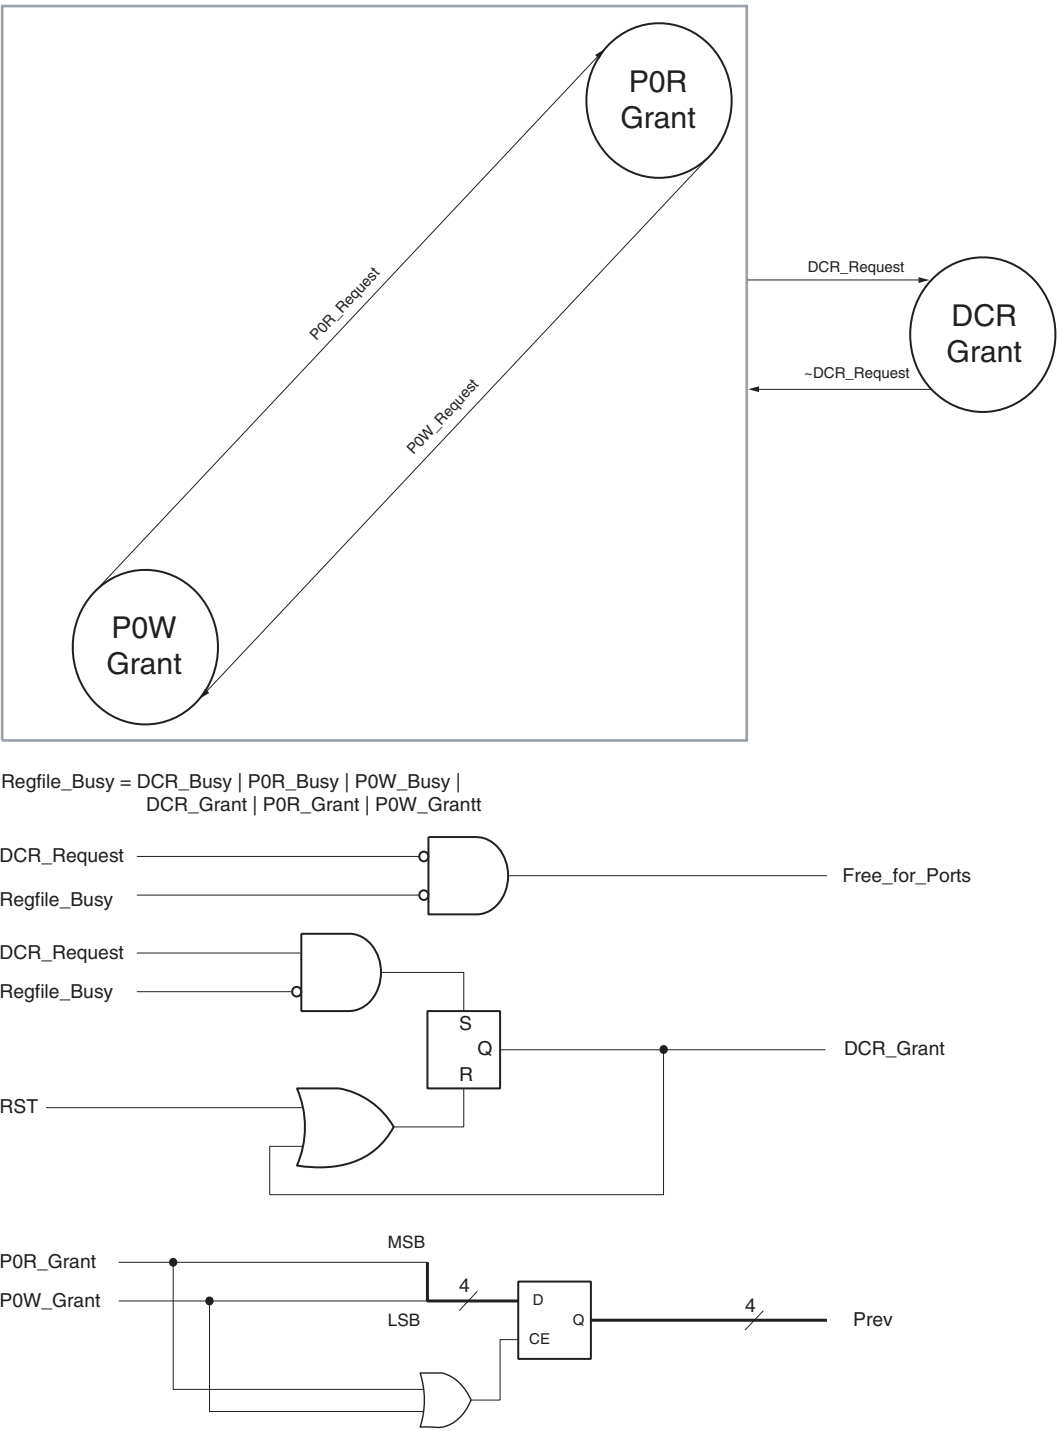 P0R
Grant
P0R_Request
DCR_Request
DCR
Grant
~DCR_Request
P0W_Request
P0W
Grant
Regfile_Busy = DCR_Busy | P0R_Busy | P0W_Busy |
DCR_Grant | P0R_Grant | P0W_Grantt
DCR_Request
Regfile_Busy
Free_for_Ports
DCR_Request
Regfile_Busy
S
Q
R
DCR_Grant
RST
P0R_Grant
MSB
P0W_Grant
LSB
4
D
Q
CE
4
Prev